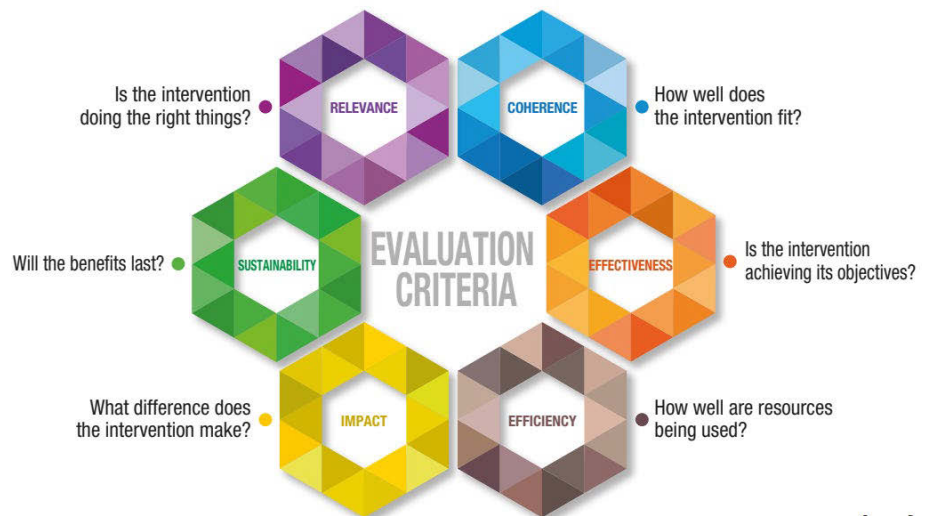 Is the intervention
doing the right things?
RELEVANCE
COHERENCE
How well does
the intervention fit?
Will the benefits last?
SUSTAINABILITY
EVALUATION
CRITERIA
EFFECTIVENESS
Is the intervention
achieving its objectives?
What difference does
the intervention make?
IMPACT
EFFICIENCY
How well are resources
being used?